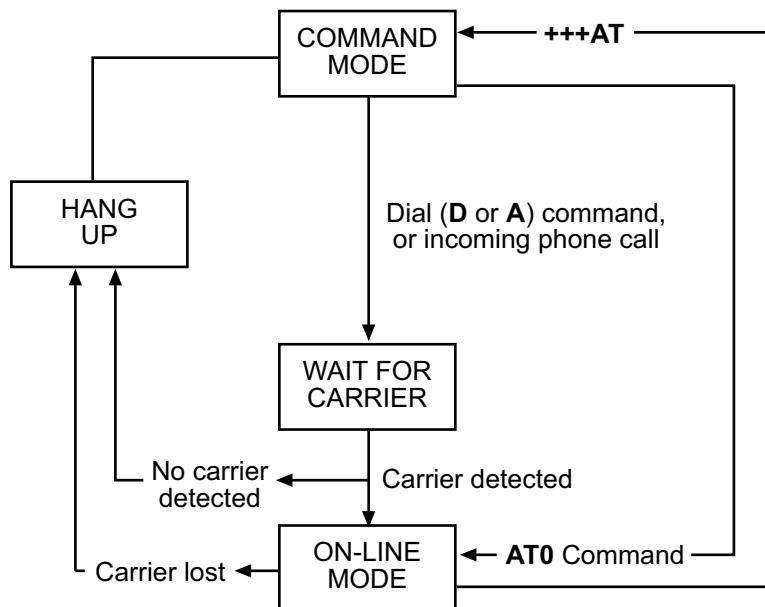 COMMAND
MODE
+++AT
HANG
UP
Dial (D or A) command,
or incoming phone call
WAIT FOR
CARRIER
No carrier
detected
Carrier detected
ON-LINE
MODE
AT0 Command
Carrier lost